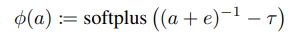 ϕ(a) := softplus ((a + e)⁻¹ − τ)